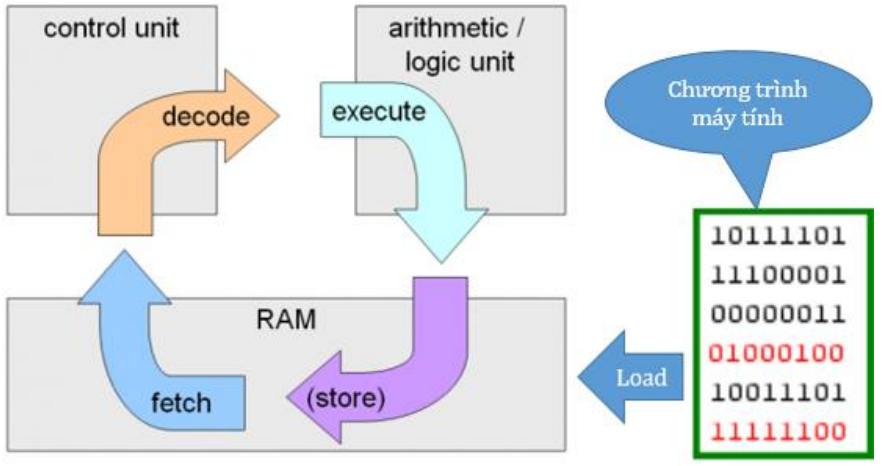 control unit
arithmetic /
logic unit
decode
execute
Chương trình
máy tính
10111101
11100001
00000011
01000100
10011101
11111100
RAM
Load
fetch
(store)